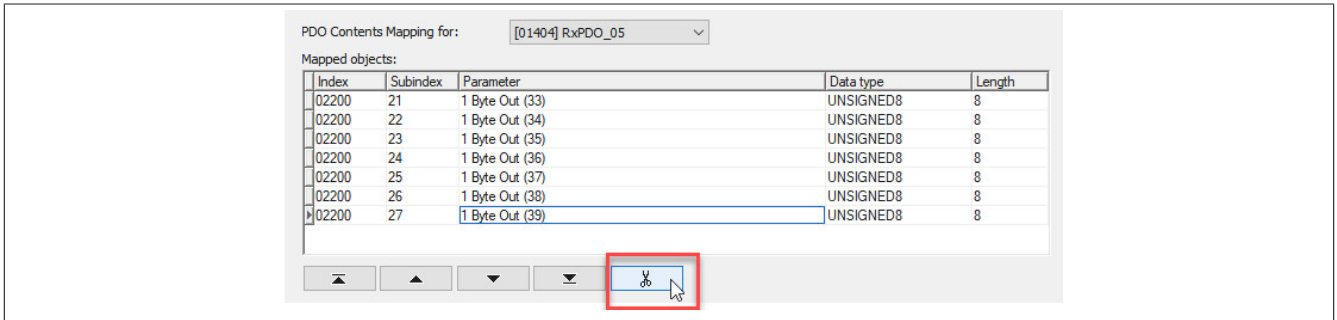 PDO Contents Mapping for: [01404] RxPDO_05
Mapped objects:
Index Subindex Parameter Data type Length
02200 21 1 Byte Out (33) UNSIGNED8 8
02200 22 1 Byte Out (34) UNSIGNED8 8
02200 23 1 Byte Out (35) UNSIGNED8 8
02200 24 1 Byte Out (36) UNSIGNED8 8
02200 25 1 Byte Out (37) UNSIGNED8 8
02200 26 1 Byte Out (38) UNSIGNED8 8
02200 27 1 Byte Out (39) UNSIGNED8 8